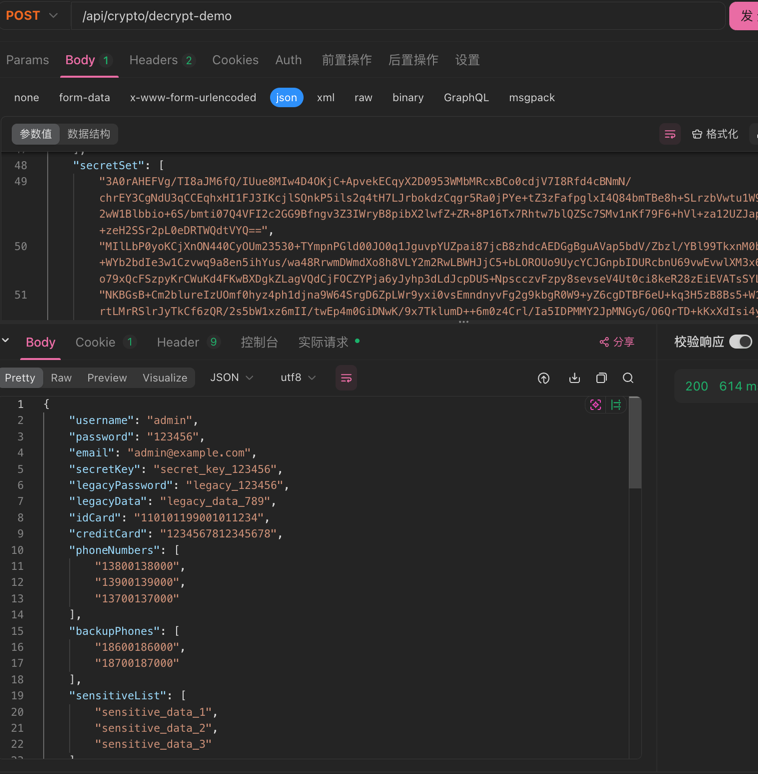 POST /api/crypto/decrypt-demo 发
Params Body 1 Headers 2 Cookies Auth 前置操作 后置操作 设置
none form-data x-www-form-urlencoded json xml raw binary GraphQL msgpack
参数值 数据结构 格式化
48 "secretSet": [
49 "3A0rAHEFVg/TI8aJM6fQ/IUue8MIw4D4OKjC+ApvekECqyX2D0953WMbMRcxBCo0cdjV7I8Rfd4cBNmN/
chrEY3CgNdU3qCCEqhxHI1FJ3IKcjlSQnkP5ils2q4tH7LJrbokdzCqgr5Ra0jPYe+tZ3zFafpglxI4Q84bmTBe8h+SLrzbVwtu1W9
2wW1Blbbio+6S/bmti07Q4VFI2c2GG9Bfngv3Z3IWryB8pibX2lwfZ+ZR+8P16Tx7Rhtw7blQZSc7SMv1nKf79F6+hVl+za12UZJap
+zeH2SSr2pL0eDRTWQdtVYQ==",
50 "MIlLbP0yoKCjXnON440CyOUm23530+TYmpnPGld00JO0q1JguvpYUZpai87jcB8zhdcAEDGgBguAVap5bdV/Zbzl/YBl99TkxnM0b
+WYb2bdIe3w1Czvwq9a8en5ihYus/wa48RrwmDWmdXo8h8VLY2m2RwLBWHJjC5+bLOROUo9UycYCJGnpbIDURcbnU69vwEvwlXM3x6
o79xQcFSzpyKrCWuKd4FKwBXDgkZLagVQdCjFOCZYPja6yJyhp3dLdJcpDUS+NpscczvFzpy8sevseV4Ut0ci8keR28zEiEVATsSYL
51 "NKBGsB+Cm2blureIzUOmf0hyz4ph1djna9W64SrgD6ZpLWr9yxi0vsEmndnyvFg2g9kbgR0W9+yZ6cgDTBF6eU+kq3H5zB8Bs5+W1
rtLMrRSlrJyTkCf6zQR/2s5bW1xz6mII/twEp4m0GiDNwK/9x7TklumD++6m0z4Crl/Ia5IDPMMY2JpMNGyG/O6QrTD+kKxXdIsi4y
Body Cookie 1 Header 9 控制台 实际请求 分享 校验响应
Pretty Raw Preview Visualize JSON utf8
200 614 m
1 {
2 "username": "admin",
3 "password": "123456",
4 "email": "admin@example.com",
5 "secretKey": "secret_key_123456",
6 "legacyPassword": "legacy_123456",
7 "legacyData": "legacy_data_789",
8 "idCard": "110101199001011234",
9 "creditCard": "1234567812345678",
10 "phoneNumbers": [
11 "13800138000",
12 "13900139000",
13 "13700137000"
14 ],
15 "backupPhones": [
16 "18600186000",
17 "18700187000"
18 ],
19 "sensitiveList": [
20 "sensitive_data_1",
21 "sensitive_data_2",
22 "sensitive_data_3"